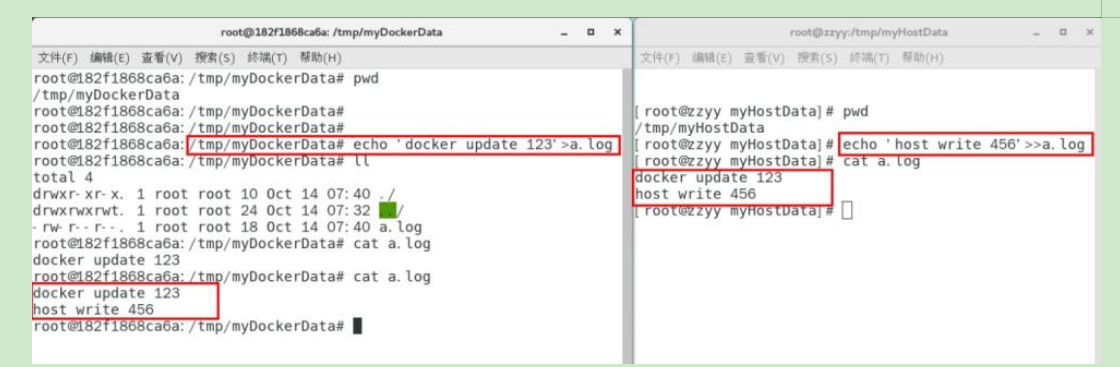 root@182f1868ca6a: /tmp/myDockerData
文件(F) 编辑(E) 查看(V) 搜索(S) 终端(T) 帮助(H)
root@182f1868ca6a:/tmp/myDockerData# pwd
/tmp/myDockerData
root@182f1868ca6a:/tmp/myDockerData#
root@182f1868ca6a:/tmp/myDockerData#
root@182f1868ca6a:/tmp/myDockerData# echo 'docker update 123'>a.log
root@182f1868ca6a:/tmp/myDockerData# ll
total 4
drwxr-xr-x. 1 root root 10 Oct 14 07:40 ./
drwxrwxrwt. 1 root root 24 Oct 14 07:32 ../
-rw-r--r--. 1 root root 18 Oct 14 07:40 a.log
root@182f1868ca6a:/tmp/myDockerData# cat a.log
docker update 123
root@182f1868ca6a:/tmp/myDockerData# cat a.log
docker update 123
host write 456
root@182f1868ca6a:/tmp/myDockerData#
root@zzyy:/tmp/myHostData
文件(F) 编辑(E) 查看(V) 搜索(S) 终端(T) 帮助(H)
[root@zzyy myHostData]# pwd
/tmp/myHostData
[root@zzyy myHostData]# echo 'host write 456'>>a.log
[root@zzyy myHostData]# cat a.log
docker update 123
host write 456
[root@zzyy myHostData]#